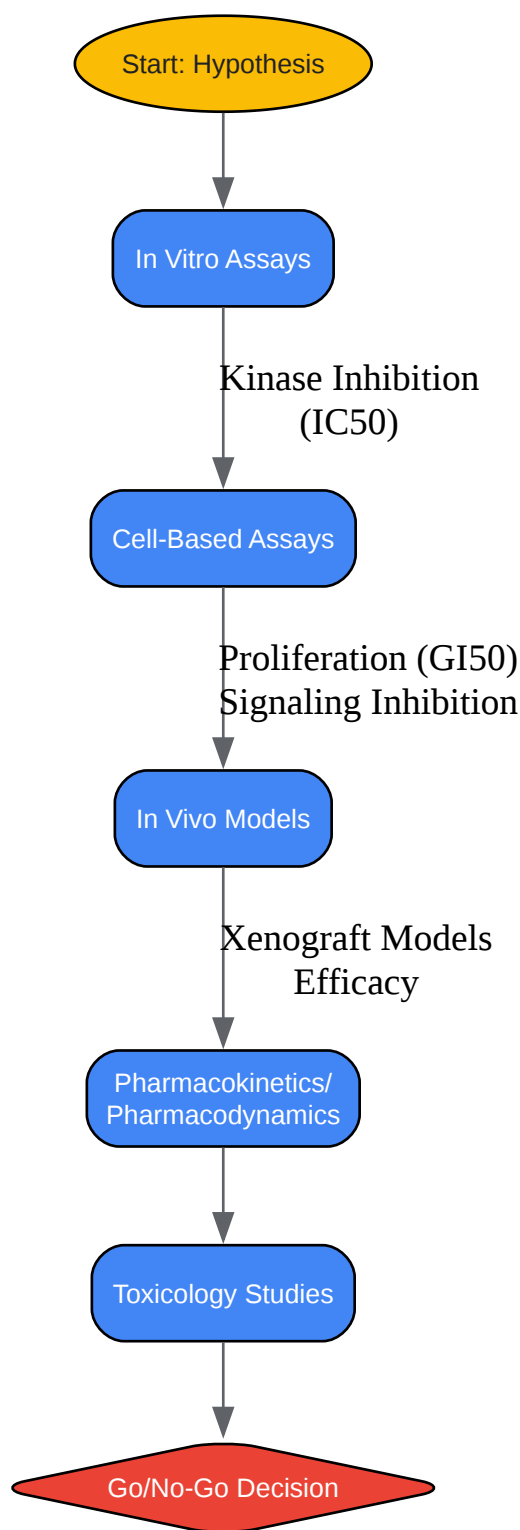 Start: Hypothesis
In Vitro Assays
Kinase Inhibition
(IC50)
Cell-Based Assays
Proliferation (GI50)
Signaling Inhibition
In Vivo Models
Xenograft Models
Efficacy
Pharmacokinetics/
Pharmacodynamics
Toxicology Studies
Go/No-Go Decision